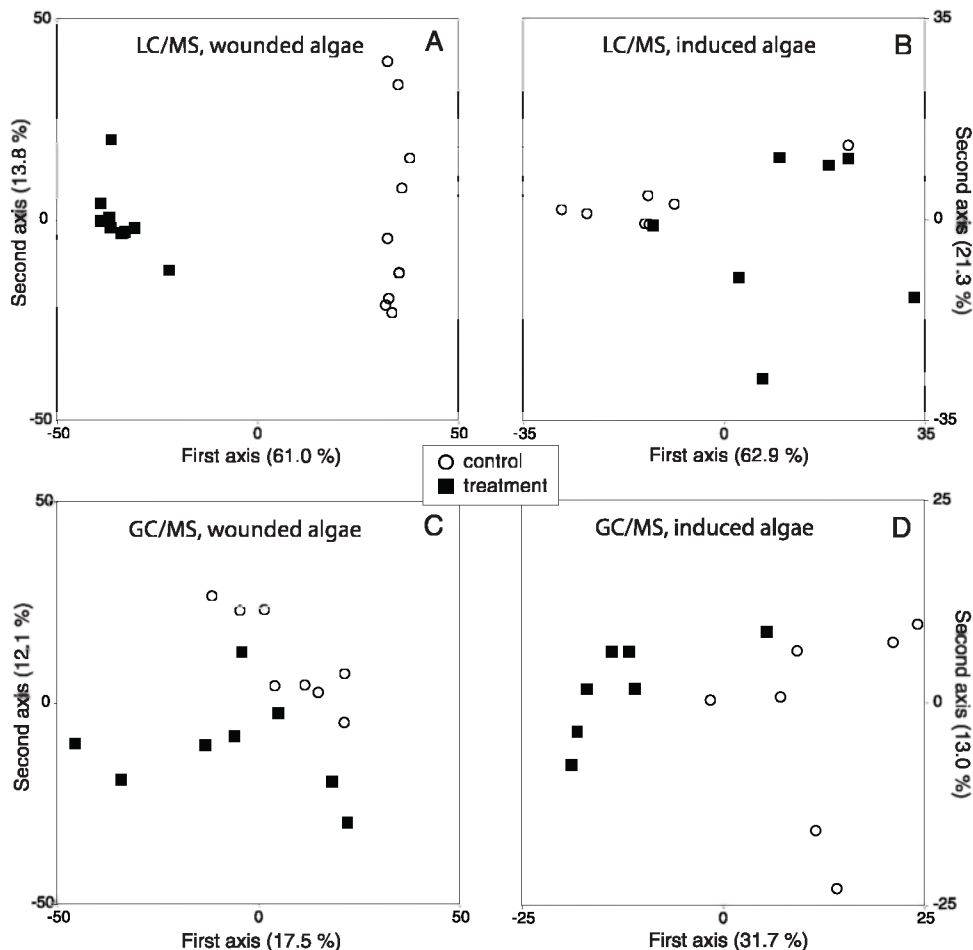 50
LC/MS, wounded algae
A
Second axis (13.8 %)
0
-50
-50
0
50
First axis (61.0 %)
35
LC/MS, induced algae
B
Second axis (21.3 %)
0
-35
-35
0
35
First axis (62.9 %)
control
treatment
50
GC/MS, wounded algae
C
Second axis (12.1 %)
0
-50
-50
0
50
First axis (17.5 %)
25
GC/MS, induced algae
D
Second axis (13.0 %)
0
-25
-25
0
25
First axis (31.7 %)